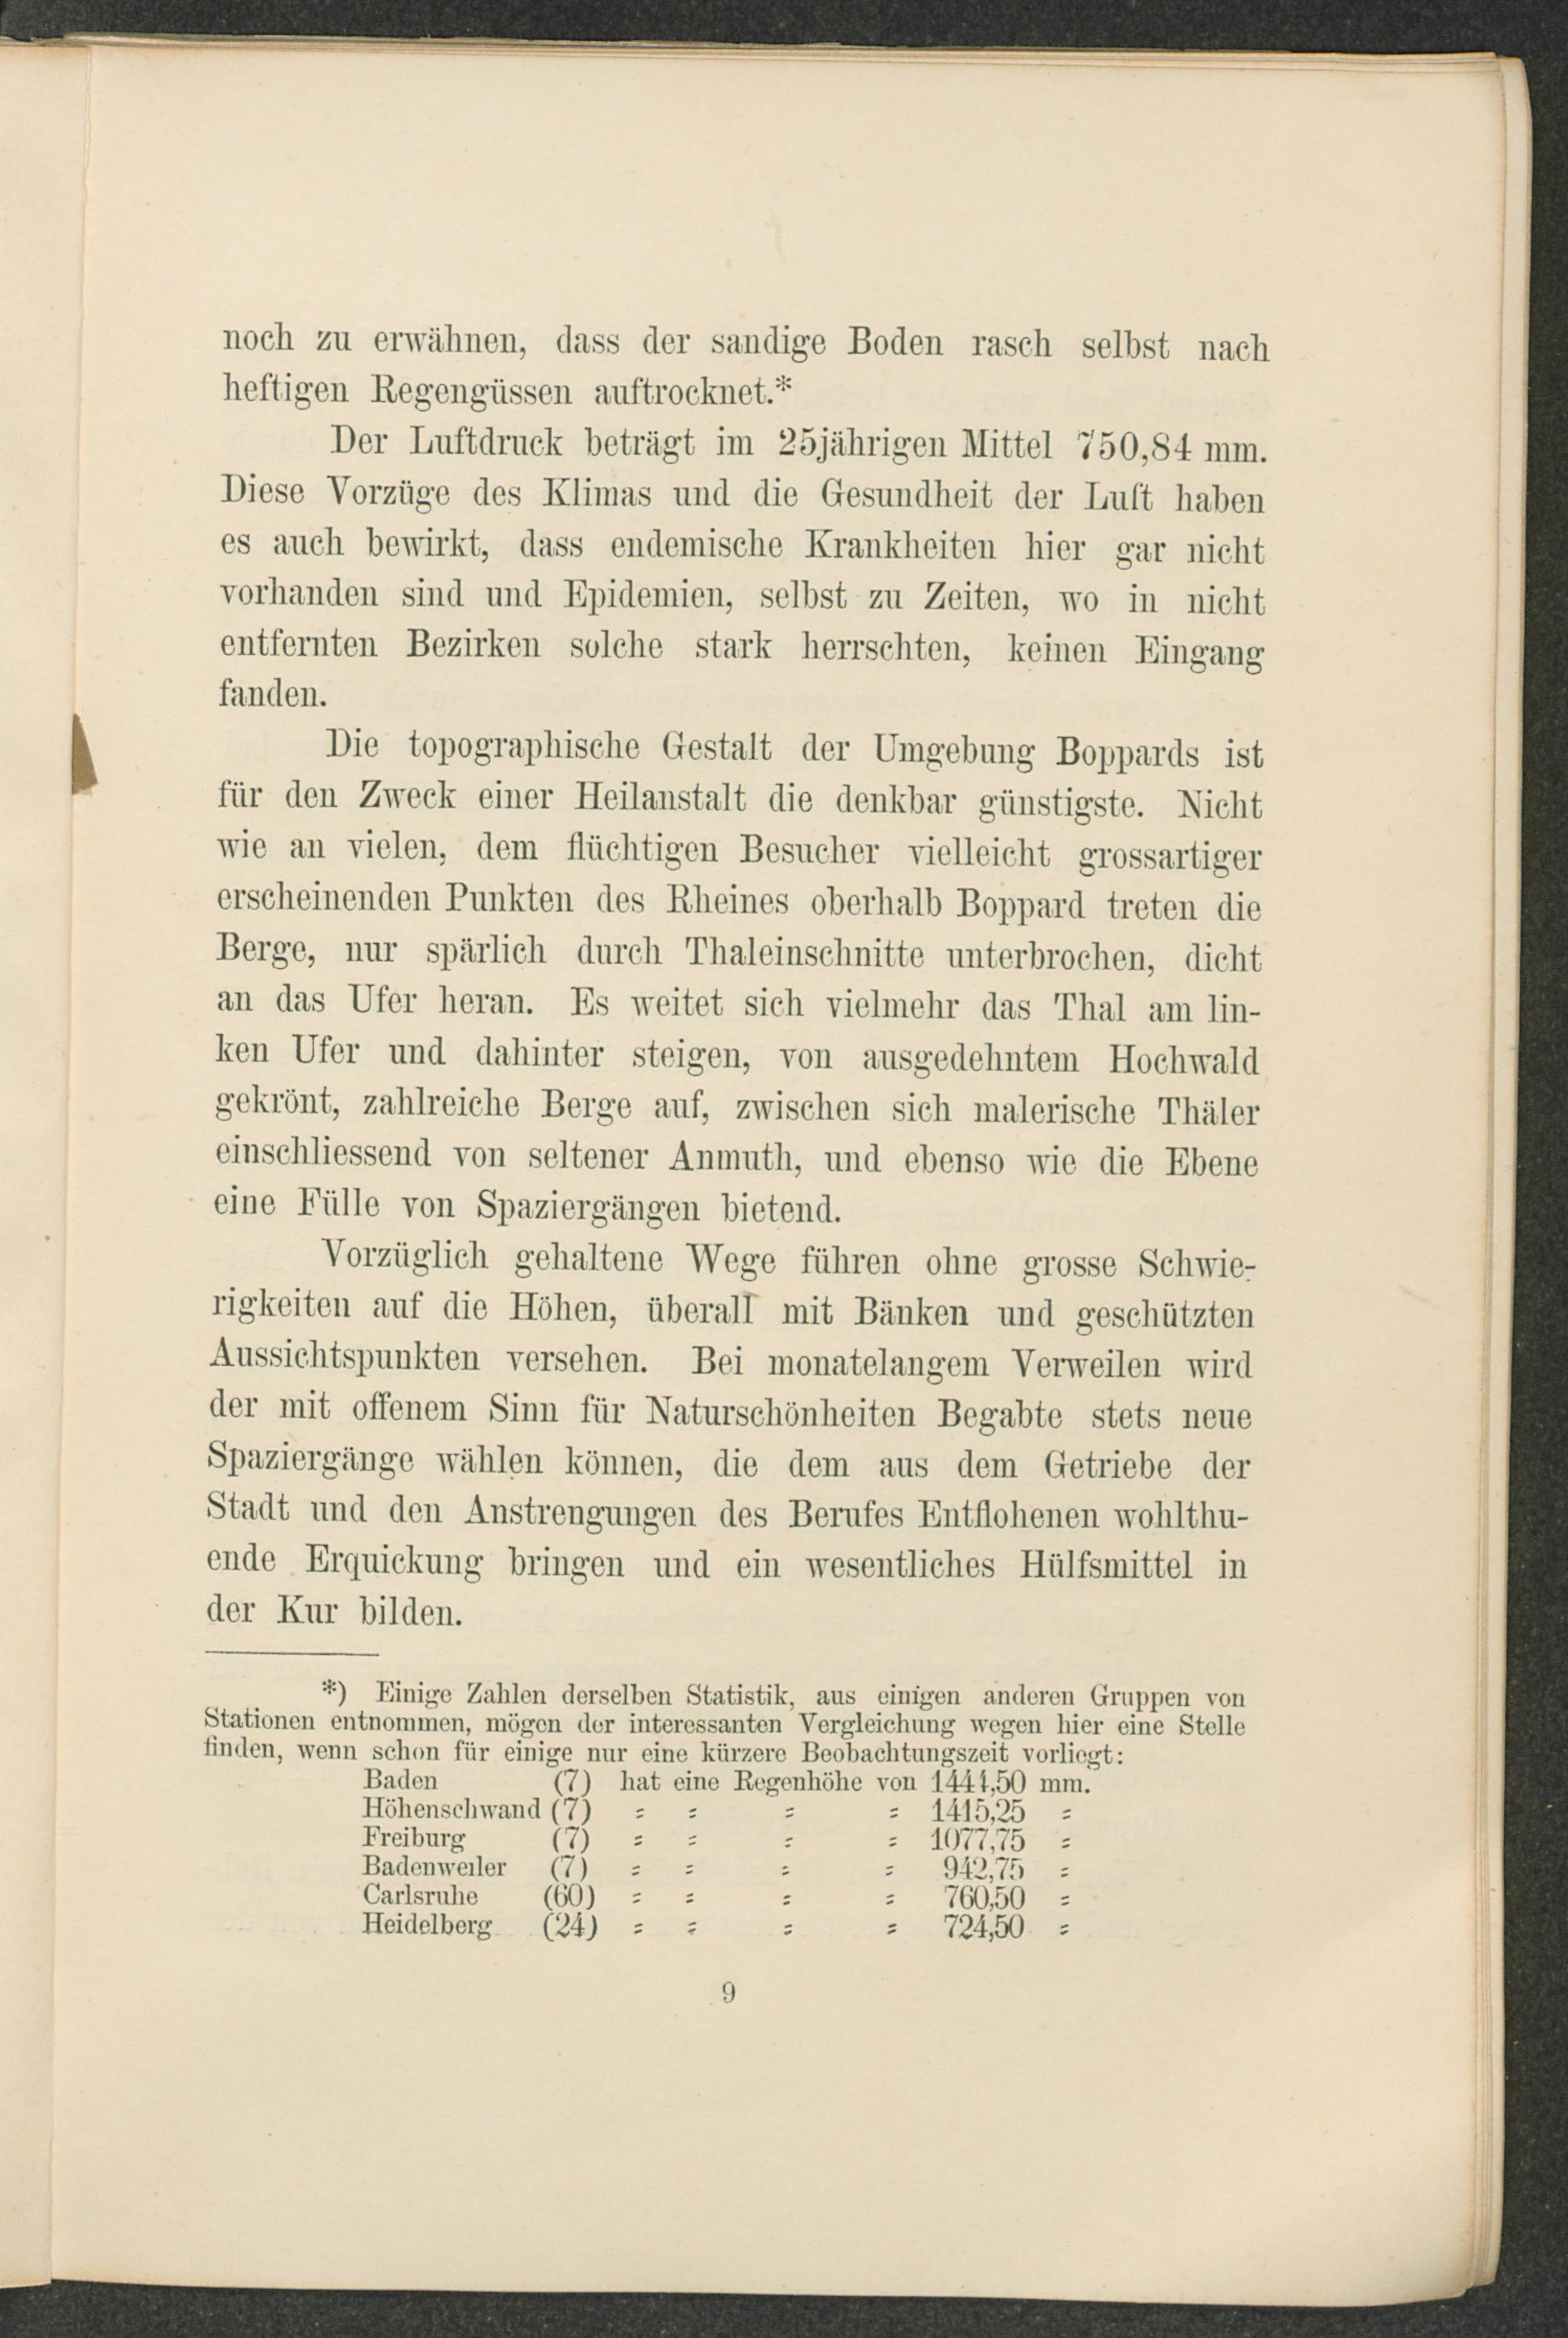 noch zu erwähnen, dass der sandige Boden rasch selbst nach
heftigen Regengüssen auftrocknet.*
Der Luftdruck beträgt im 25jährigen Mittel 750,84 mm.
Diese Vorzüge des Klimas und die Gesundheit der Luft haben
es auch bewirkt, dass endemische Krankheiten hier gar nicht
vorhanden sind und Epidemien, selbst zu Zeiten, wo in nicht
entfernten Bezirken solche stark herrschten, keinen Eingang
fanden.
Die topographische Gestalt der Umgebung Boppards ist
für den Zweck einer Heilanstalt die denkbar günstigste. Nicht
wie an vielen, dem flüchtigen Besucher vielleicht grossartiger
erscheinenden Punkten des Rheines oberhalb Boppard treten die
Berge, nur spärlich durch Thaleinschnitte unterbrochen, dicht
an das Ufer heran. Es weitet sich vielmehr das Thal am lin-
ken Ufer und dahinter steigen, von ausgedehntem Hochwald
gekrönt, zahlreiche Berge auf, zwischen sich malerische Thäler
einschliessend von seltener Anmuth, und ebenso wie die Ebene
eine Fülle von Spaziergängen bietend.
Vorzüglich gehaltene Wege führen ohne grosse Schwie-
rigkeiten auf die Höhen, überall mit Bänken und geschützten
Aussichtspunkten versehen. Bei monatelangem Verweilen wird
der mit offenem Sinn für Naturschönheiten Begabte stets neue
Spaziergänge wählen können, die dem aus dem Getriebe der
Stadt und den Anstrengungen des Berufes Entflohenen wohlthu-
ende Erquickung bringen und ein wesentliches Hülfsmittel in
der Kur bilden.
*) Einige Zahlen derselben Statistik, aus einigen anderen Gruppen von
Stationen entnommen, mögen der interessanten Vergleichung wegen hier eine Stelle
finden, wenn schon für einige nur eine kürzere Beobachtungszeit vorliegt:
Baden (7) hat eine Regenhöhe von 1444,50 mm.
Höhenschwand (7) = = = = 1415,25 =
Freiburg (7) = = = = 1077,75 =
Badenweiler (7) = = = = 942,75 =
Carlsruhe (60) = = = = 760,50 =
Heidelberg (24) = = = = 724,50 =
9